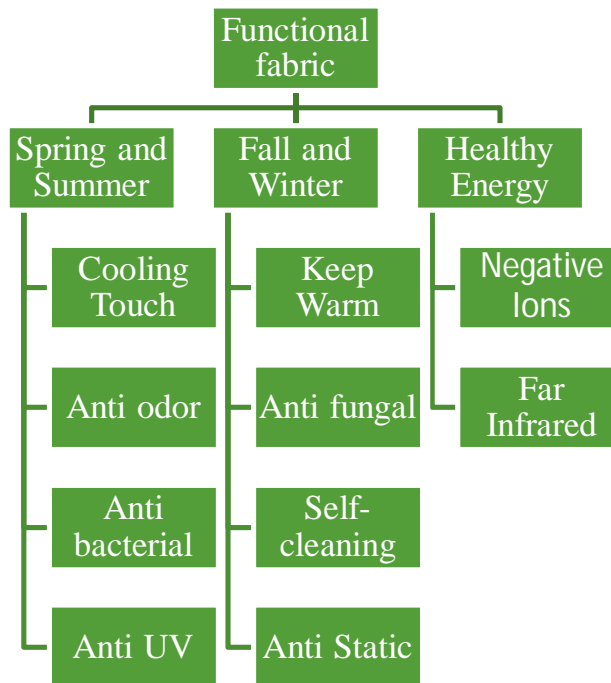 Functional
fabric
Spring and
Summer
Fall and
Winter
Healthy
Energy
Cooling
Touch
Keep
Warm
Negative
Ions
Anti odor
Anti fungal
Far
Infrared
Anti
bacterial
Self-
cleaning
Anti UV
Anti Static